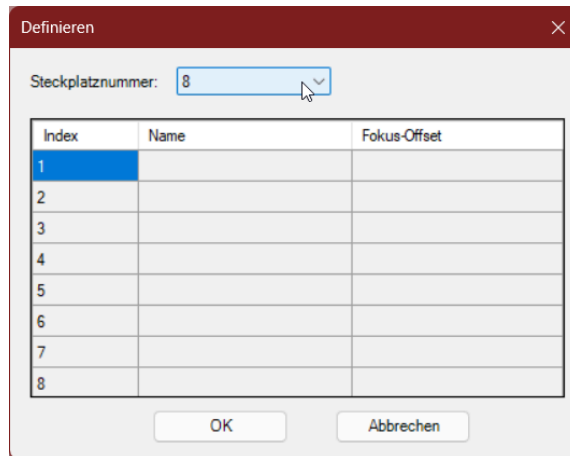 Definieren
Steckplatznummer: 8
Index Name Fokus-Offset
1
2
3
4
5
6
7
8
OK Abbrechen